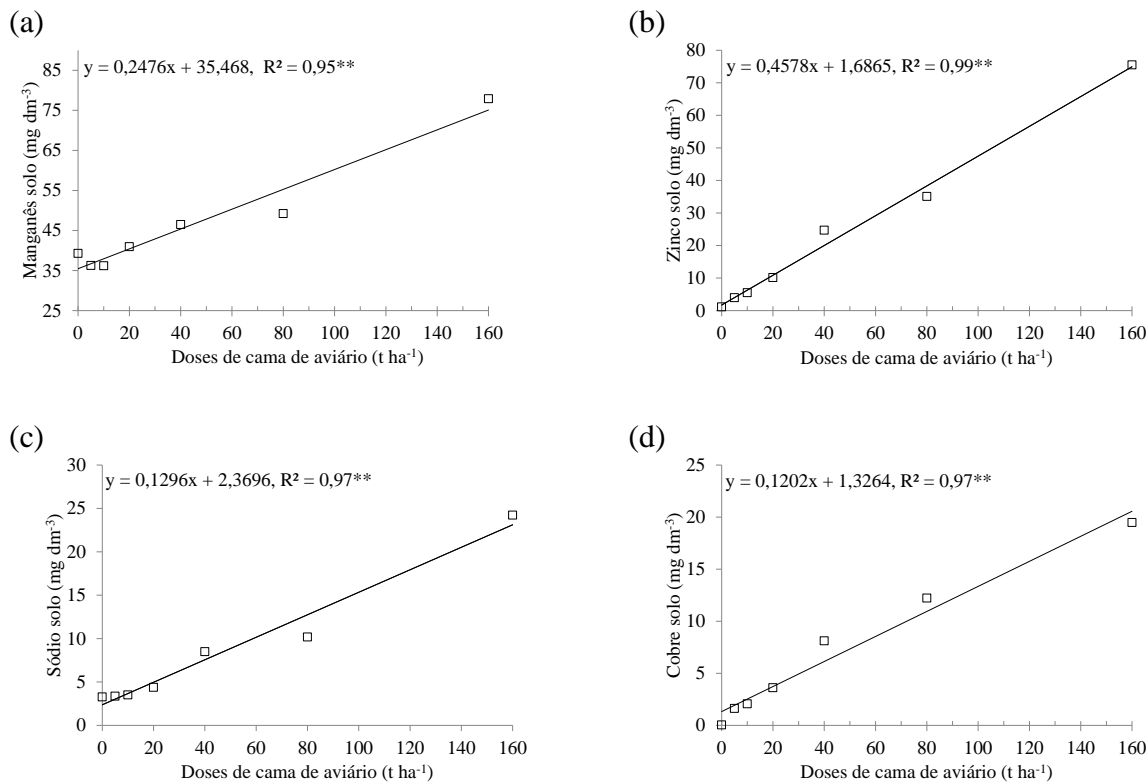 (a)
y = 0,2476x + 35,468, R² = 0,95**
Manganês solo (mg dm-3)
85
75
65
55
45
35
25
0 20 40 60 80 100 120 140 160
Doses de cama de aviário (t ha-1)
(b)
y = 0,4578x + 1,6865, R² = 0,99**
Zinco solo (mg dm-3)
80
70
60
50
40
30
20
10
0
0 20 40 60 80 100 120 140 160
Doses de cama de aviário (t ha-1)
(c)
y = 0,1296x + 2,3696, R² = 0,97**
Sódio solo (mg dm-3)
30
25
20
15
10
5
0
0 20 40 60 80 100 120 140 160
Doses de cama de aviário (t ha-1)
(d)
y = 0,1202x + 1,3264, R² = 0,97**
Cobre solo (mg dm-3)
25
20
15
10
5
0
0 20 40 60 80 100 120 140 160
Doses de cama de aviário (t ha-1)